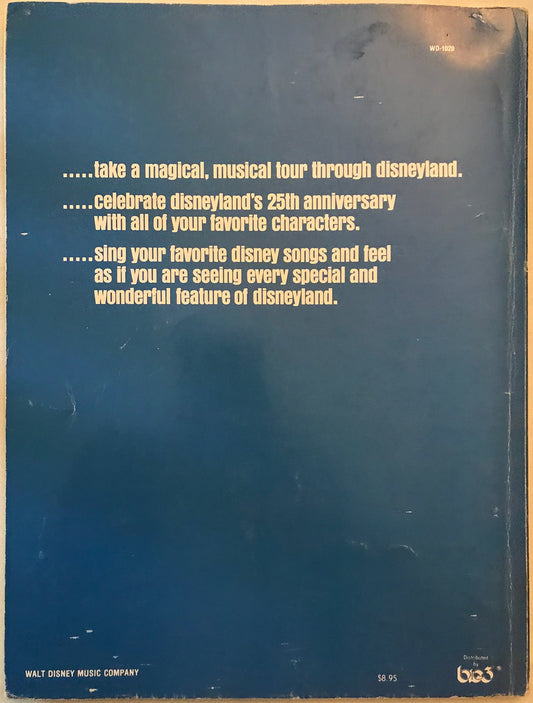 WD-1029
.....take a magical, musical tour through disneyland.
.....celebrate disneyland's 25th anniversary
with all of your favorite characters.
.....sing your favorite disney songs and feel
as if you are seeing every special and
wonderful feature of disneyland.
Distributed
by
WALT DISNEY MUSIC COMPANY
$8.95
big3®